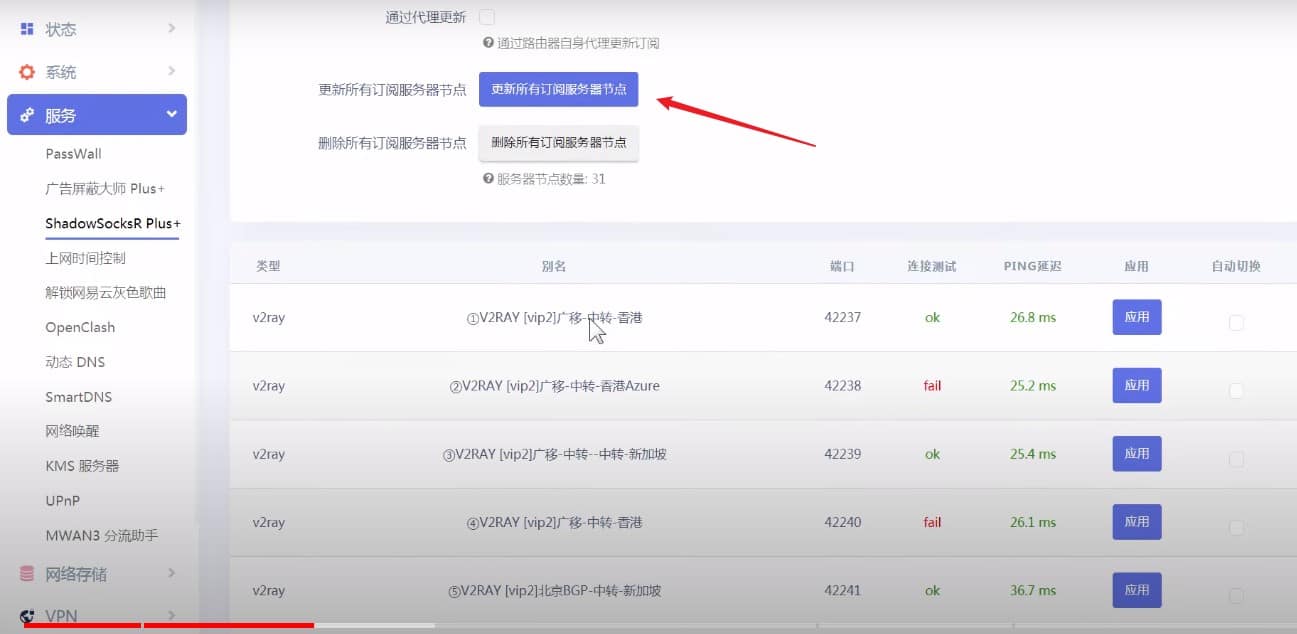 状态
系统
服务
PassWall
广告屏蔽大师 Plus+
ShadowSocksR Plus+
上网时间控制
解锁网易云灰色歌曲
OpenClash
动态 DNS
SmartDNS
网络唤醒
KMS 服务器
UPnP
MWAN3 分流助手
网络存储
VPN
通过代理更新
通过路由器自身代理更新订阅
更新所有订阅服务器节点 更新所有订阅服务器节点
删除所有订阅服务器节点 删除所有订阅服务器节点
服务器节点数量: 31
类型 别名 端口 连接测试 PING延迟 应用 自动切换
v2ray ①V2RAY [vip2]广移-中转-香港 42237 ok 26.8 ms 应用
v2ray ②V2RAY [vip2]广移-中转-香港Azure 42238 fail 25.2 ms 应用
v2ray ③V2RAY [vip2]广移-中转--中转-新加坡 42239 ok 25.4 ms 应用
v2ray ④V2RAY [vip2]广移-中转-香港 42240 fail 26.1 ms 应用
v2ray ⑤V2RAY [vip2]北京BGP-中转-新加坡 42241 ok 36.7 ms 应用